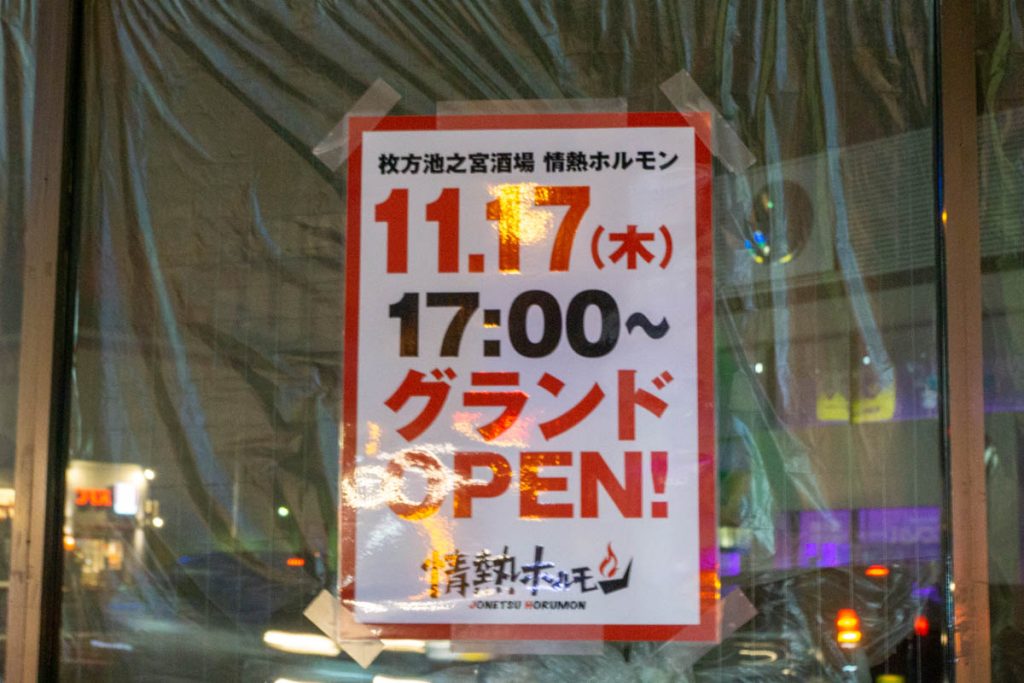 枚方池之宮酒場 情熱ホルモン
11.17(木)
17:00~
グランド
OPEN!
情熱ホルモン
JONETSU HORUMON